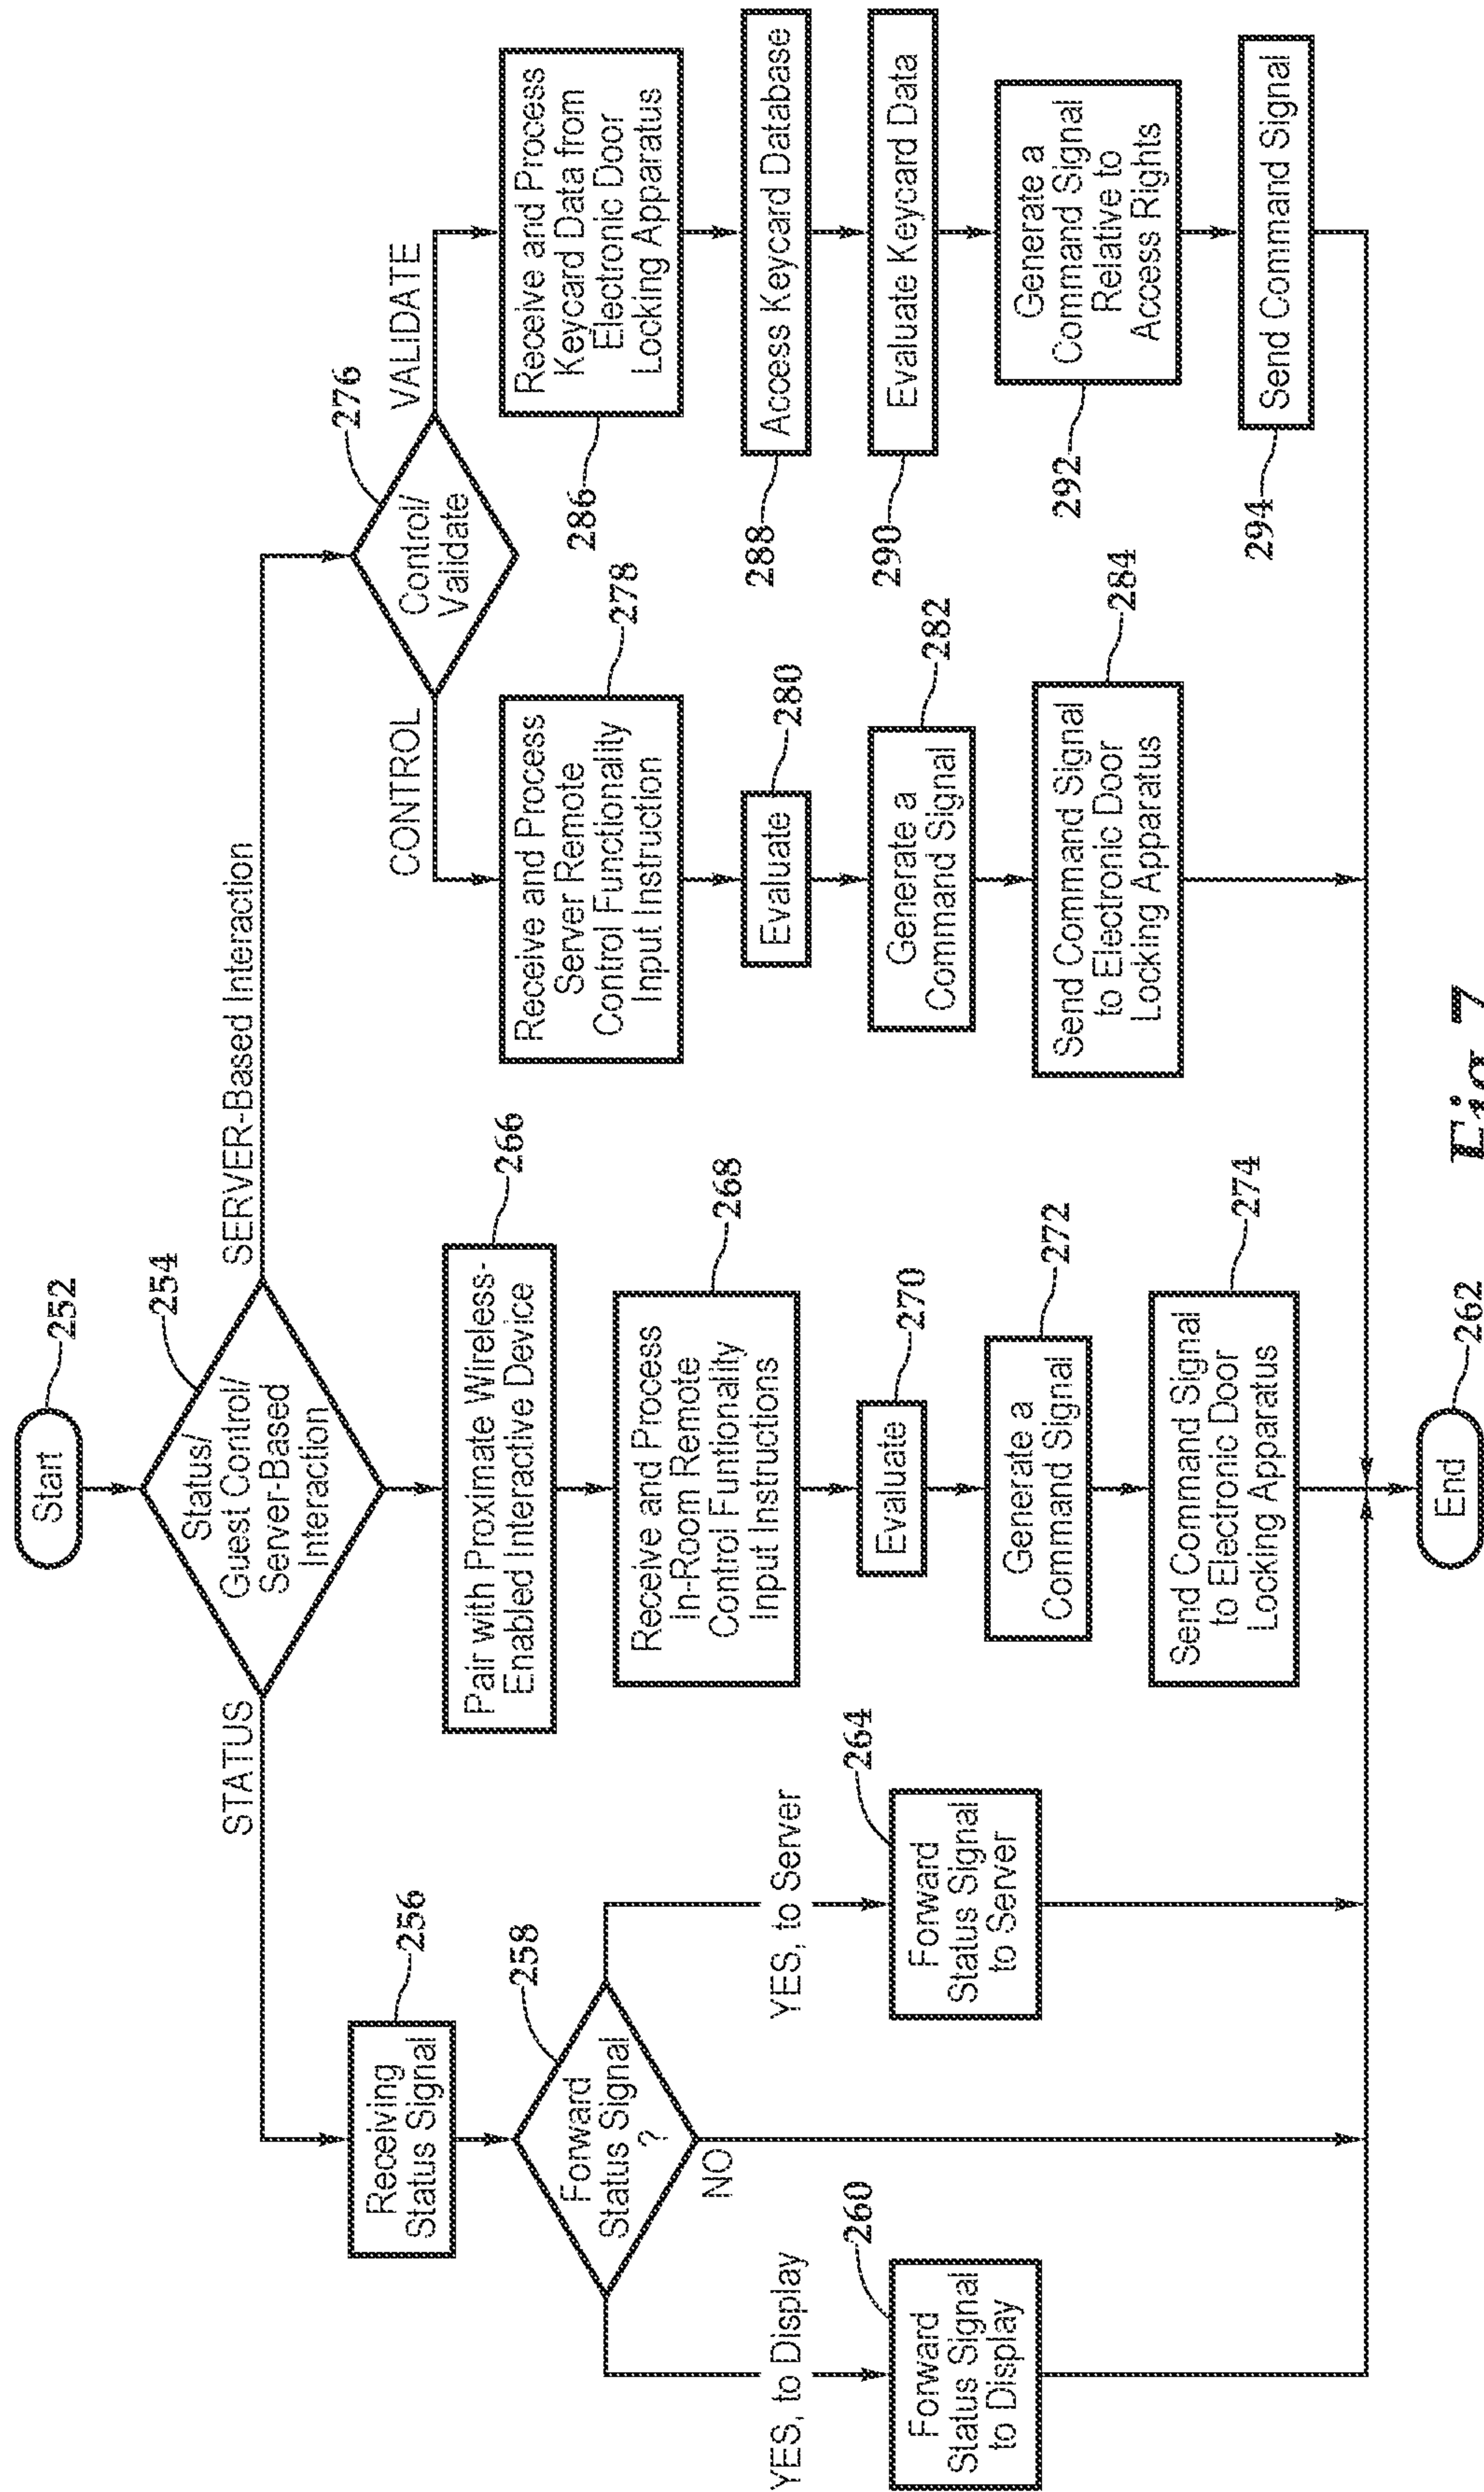 Start
252
Status/
Guest Control/
Server-Based
Interaction
254
STATUS
SERVER-Based Interaction
Receiving
Status Signal
256
Forward
Status Signal
?
258
YES, to Display
NO
YES, to Server
Forward
Status Signal
to Display
260
Forward
Status Signal
to Server
264
Pair with Proximate Wireless-
Enabled Interactive Device
266
Receive and Process
In-Room Remote
Control Funtionality
Input Instructions
268
Evaluate
270
Generate a
Command Signal
272
Send Command Signal
to Electronic Door
Locking Apparatus
274
Control/
Validate
276
CONTROL
VALIDATE
Receive and Process
Server Remote
Control Functionality
Input Instruction
278
Evaluate
280
Generate a
Command Signal
282
Send Command Signal
to Electronic Door
Locking Apparatus
284
Receive and Process
Keycard Data from
Electronic Door
Locking Apparatus
286
Access Keycard Database
288
Evaluate Keycard Data
290
Generate a
Command Signal
Relative to
Access Rights
292
Send Command Signal
294
End
262
Fig. 7